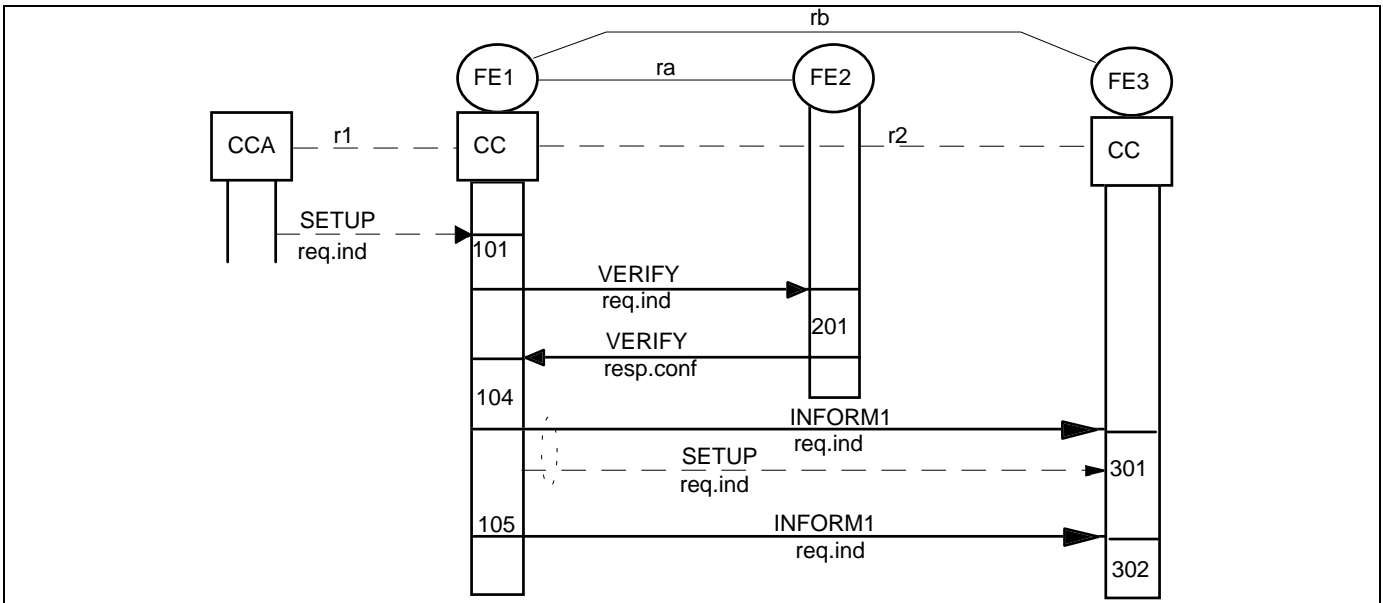 rb
FE1
ra
FE2
FE3
CCA
r1
CC
r2
CC
SETUP
req.ind
101
VERIFY
req.ind
201
VERIFY
resp.conf
104
INFORM1
req.ind
SETUP
req.ind
301
105
INFORM1
req.ind
302